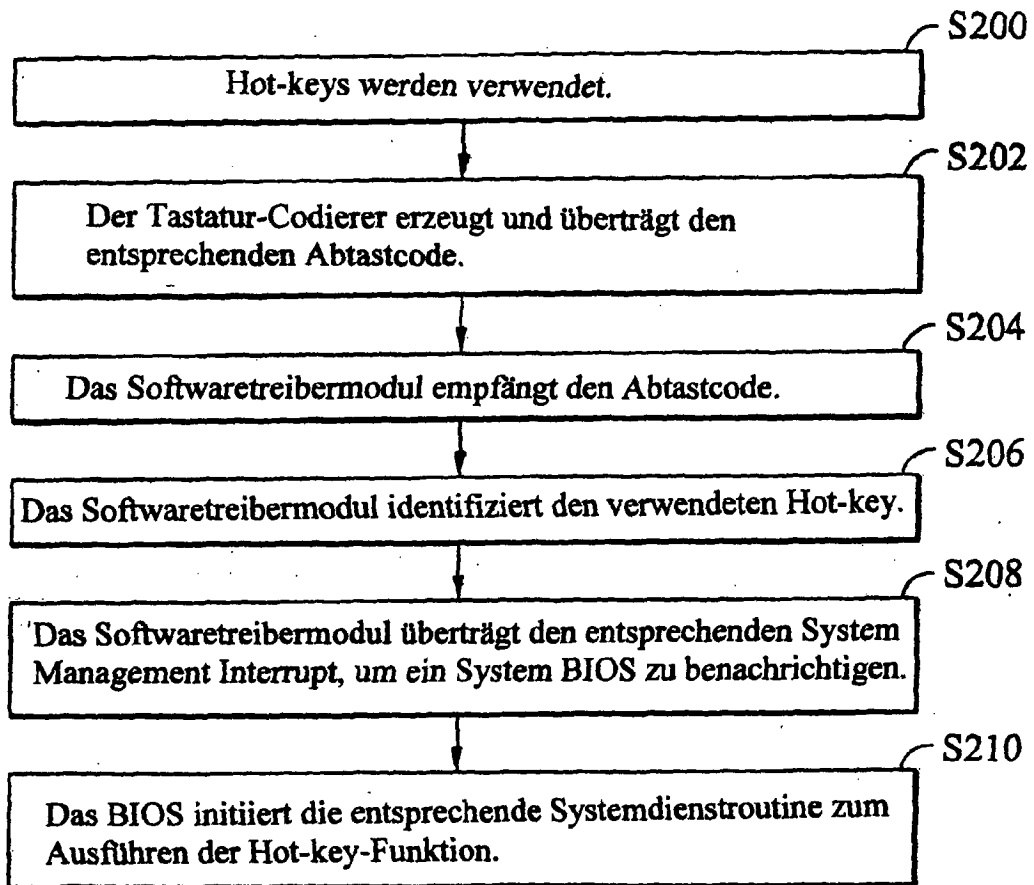 S200
Hot-keys werden verwendet.
S202
Der Tastatur-Codierer erzeugt und überträgt den
entsprechenden Abtastcode.
S204
Das Softwaretreibermodul empfängt den Abtastcode.
S206
Das Softwaretreibermodul identifiziert den verwendeten Hot-key.
S208
Das Softwaretreibermodul überträgt den entsprechenden System
Management Interrupt, um ein System BIOS zu benachrichtigen.
S210
Das BIOS initiiert die entsprechende Systemdienstroutine zum
Ausführen der Hot-key-Funktion.